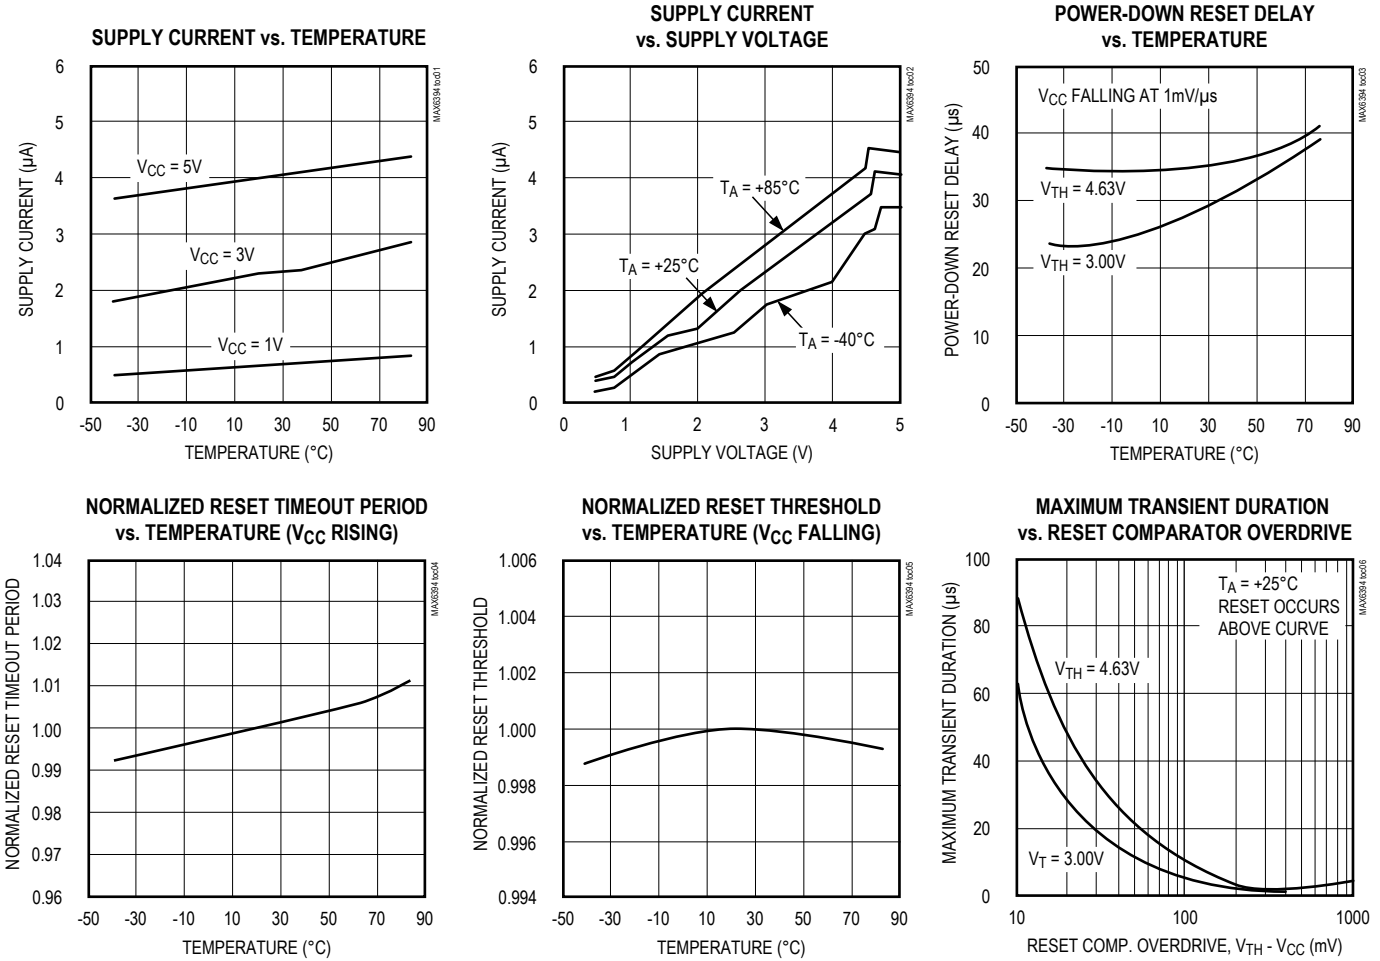 SUPPLY CURRENT vs. TEMPERATURE
6
5
4
3
2
1
0
SUPPLY CURRENT (µA)
VCC = 5V
VCC = 3V
VCC = 1V
MAX6394 toc01
-50 -30 -10 10 30 50 70 90
TEMPERATURE (°C)
SUPPLY CURRENT
vs. SUPPLY VOLTAGE
6
5
4
3
2
1
0
SUPPLY CURRENT (µA)
TA = +85°C
TA = +25°C
TA = -40°C
MAX6394 toc02
0 1 2 3 4 5
SUPPLY VOLTAGE (V)
POWER-DOWN RESET DELAY
vs. TEMPERATURE
50
40
30
20
10
0
POWER-DOWN RESET DELAY (µs)
VCC FALLING AT 1mV/µs
VTH = 4.63V
VTH = 3.00V
MAX6394 toc03
-50 -30 -10 10 30 50 70 90
TEMPERATURE (°C)
NORMALIZED RESET TIMEOUT PERIOD
vs. TEMPERATURE (VCC RISING)
1.04
1.03
1.02
1.01
1.00
0.99
0.98
0.97
0.96
NORMALIZED RESET TIMEOUT PERIOD
MAX6394 toc04
-50 -30 -10 10 30 50 70 90
TEMPERATURE (°C)
NORMALIZED RESET THRESHOLD
vs. TEMPERATURE (VCC FALLING)
1.006
1.004
1.002
1.000
0.998
0.996
0.994
NORMALIZED RESET THRESHOLD
MAX6394 toc05
-50 -30 -10 10 30 50 70 90
TEMPERATURE (°C)
MAXIMUM TRANSIENT DURATION
vs. RESET COMPARATOR OVERDRIVE
100
80
60
40
20
0
MAXIMUM TRANSIENT DURATION (µs)
TA = +25°C
RESET OCCURS
ABOVE CURVE
VTH = 4.63V
VT = 3.00V
MAX6394 toc06
10 100 1000
RESET COMP. OVERDRIVE, VTH - VCC (mV)